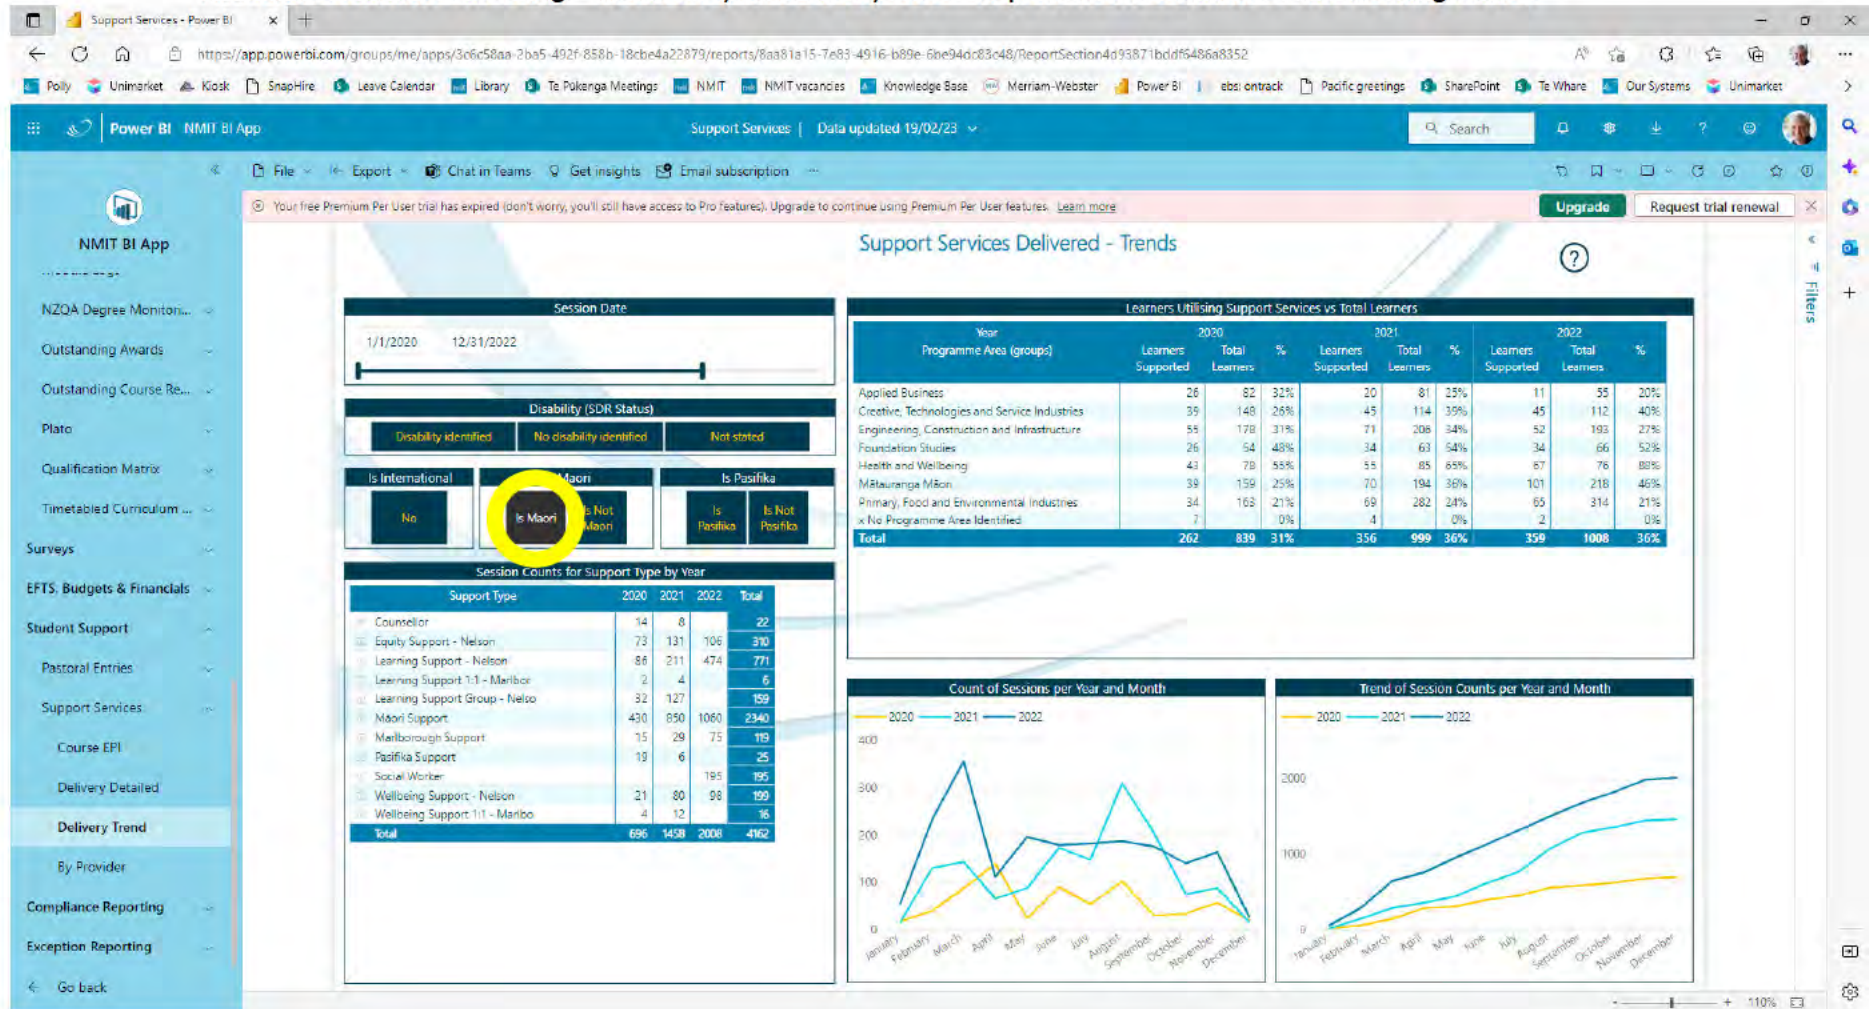 Support Services - Power BI
https://app.powerbi.com/groups/me/apps/3c6c58aa-2ba5-492f-858b-18cbe4a22879/reports/8aa81a15-7e83-4916-b89e-6be94dc83c48/ReportSection4d93871bddf6486a8352
Polly Unimarket Kiosk SnapHire Leave Calendar Library Te Pūkenga Meetings NMIT NMIT vacancies Knowledge Base Merriam-Webster Power BI ebs: ontrack Pacific greetings SharePoint Te Whare Our Systems Unimarket
Power BI NMIT BI App Support Services | Data updated 19/02/23 Search
File Export Chat in Teams Get insights Email subscription
Your free Premium Per User trial has expired (don't worry, you'll still have access to Pro features). Upgrade to continue using Premium Per User features. Learn more Upgrade Request trial renewal
NMIT BI App
NZQA Degree Monitori...
Outstanding Awards
Outstanding Course Re...
Plato
Qualification Matrix
Timetabled Curriculum ...
Surveys
EFTS, Budgets & Financials
Student Support
Pastoral Entries
Support Services
Course EPI
Delivery Detailed
Delivery Trend
By Provider
Compliance Reporting
Exception Reporting
Go back
Support Services Delivered - Trends
Filters
Session Date
1/1/2020 12/31/2022
Disability (SDR Status)
Disability identified No disability identified Not stated
Is International
No
Maori
Is Maori Is Not Maori
Is Pasifika
Is Pasifika Is Not Pasifika
Session Counts for Support Type by Year
Support Type 2020 2021 2022 Total
Counsellor 14 8 22
Equity Support - Nelson 73 131 106 310
Learning Support - Nelson 86 211 474 771
Learning Support 1:1 - Marlbor 2 4 6
Learning Support Group - Nelso 32 127 159
Māori Support 430 850 1060 2340
Marlborough Support 15 29 75 119
Pasifika Support 19 6 25
Social Worker 195 195
Wellbeing Support - Nelson 21 80 98 199
Wellbeing Support 1:1 - Marlbo 4 12 16
Total 696 1458 2008 4162
Learners Utilising Support Services vs Total Learners
Year 2020 2021 2022
Programme Area (groups) Learners Supported Total Learners % Learners Supported Total Learners % Learners Supported Total Learners %
Applied Business 26 82 32% 20 81 25% 11 55 20%
Creative, Technologies and Service Industries 39 148 26% 45 114 39% 45 112 40%
Engineering, Construction and Infrastructure 55 178 31% 71 208 34% 52 193 27%
Foundation Studies 26 54 48% 34 63 54% 34 66 52%
Health and Wellbeing 43 78 55% 55 85 65% 67 76 88%
Mātauranga Māori 39 159 25% 70 194 36% 101 218 46%
Primary, Food and Environmental Industries 34 163 21% 69 282 24% 65 314 21%
x No Programme Area Identified 7 0% 4 0% 2 0%
Total 262 839 31% 356 999 36% 359 1008 36%
Count of Sessions per Year and Month
2020 2021 2022
400
300
200
100
0
January February March April May June July August September October November December
Trend of Session Counts per Year and Month
2020 2021 2022
2000
1000
0
January February March April May June July August September October November December
110%